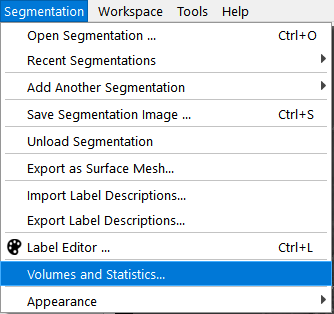 Segmentation Workspace Tools Help
Open Segmentation ... Ctrl+O
Recent Segmentations
Add Another Segmentation
Save Segmentation Image ... Ctrl+S
Unload Segmentation
Export as Surface Mesh...
Import Label Descriptions...
Export Label Descriptions...
Label Editor ... Ctrl+L
Volumes and Statistics...
Appearance